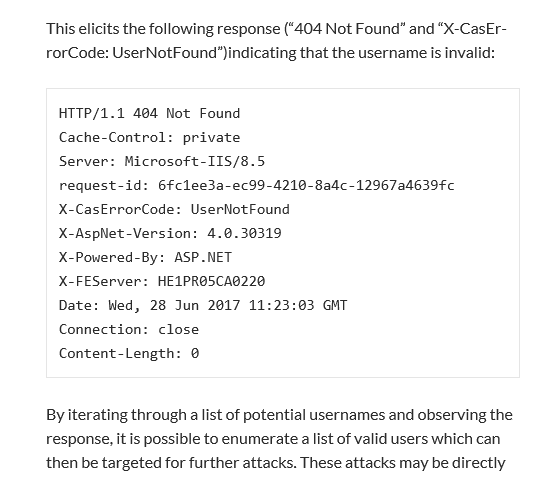 This elicits the following response (“404 Not Found” and “X-CasEr-
rorCode: UserNotFound”)indicating that the username is invalid:
HTTP/1.1 404 Not Found
Cache-Control: private
Server: Microsoft-IIS/8.5
request-id: 6fc1ee3a-ec99-4210-8a4c-12967a4639fc
X-CasErrorCode: UserNotFound
X-AspNet-Version: 4.0.30319
X-Powered-By: ASP.NET
X-FEServer: HE1PR05CA0220
Date: Wed, 28 Jun 2017 11:23:03 GMT
Connection: close
Content-Length: 0
By iterating through a list of potential usernames and observing the
response, it is possible to enumerate a list of valid users which can
then be targeted for further attacks. These attacks may be directly